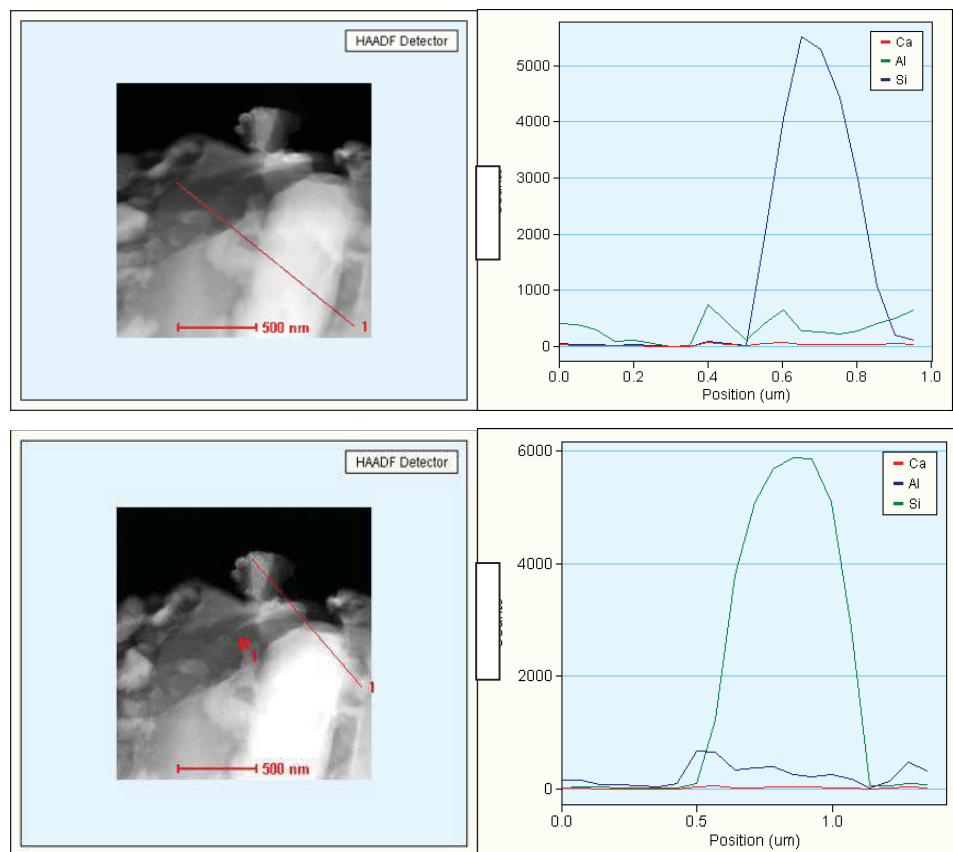 HAADF Detector
1
500 nm
Ca
Al
Si
5000
4000
3000
2000
1000
0
0.0 0.2 0.4 0.6 0.8 1.0
Position (um)
HAADF Detector
1
1
500 nm
Ca
Al
Si
6000
4000
2000
0
0.0 0.5 1.0
Position (um)